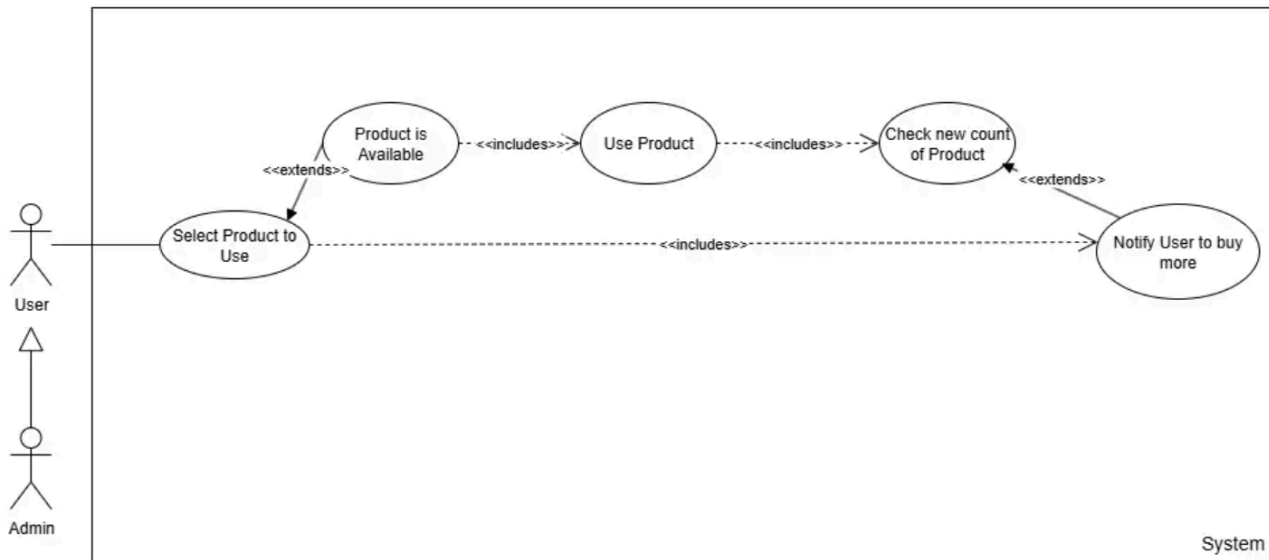 Product is
Available
<<includes>>
Use Product
<<includes>>
Check new count
of Product
<<extends>>
<<extends>>
Select Product to
Use
<<includes>>
Notify User to buy
more
User
Admin
System